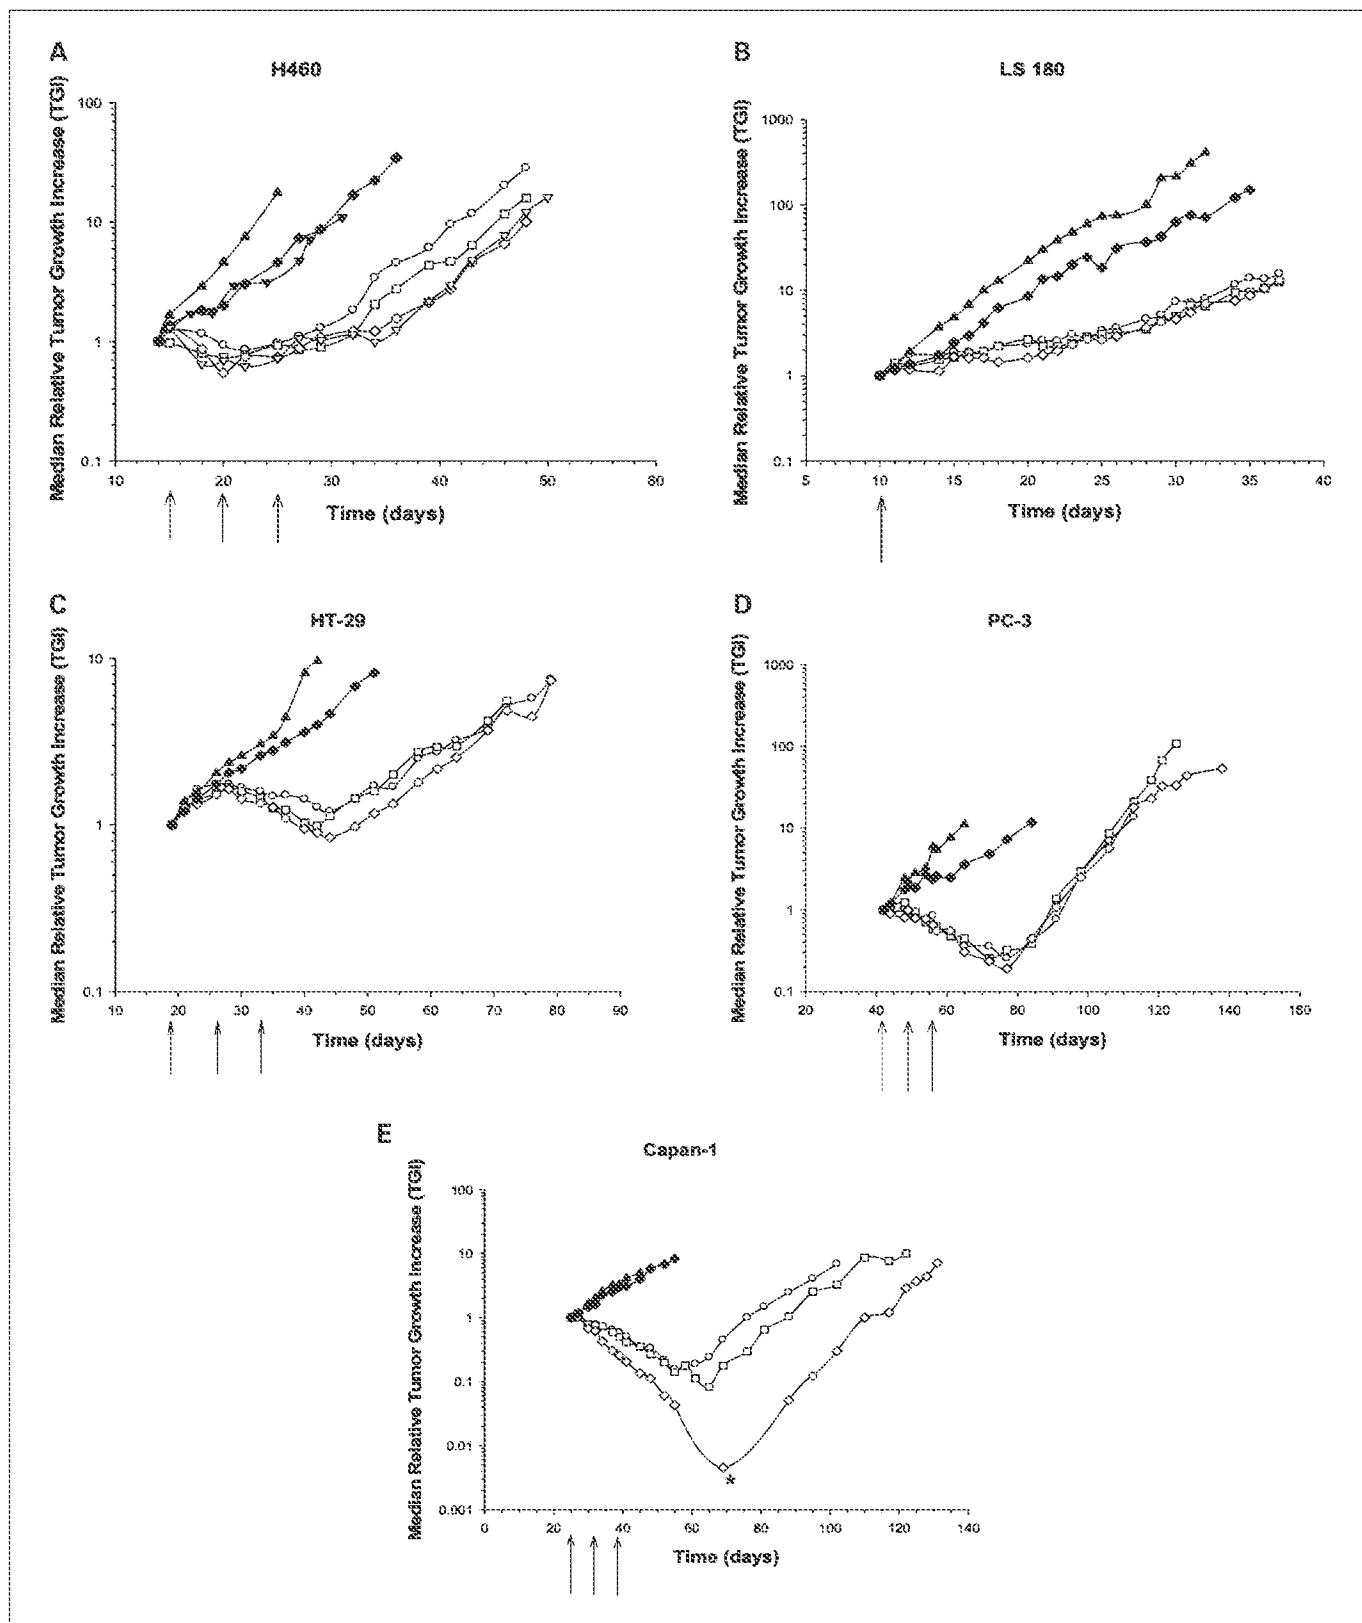 A
H460
Median Relative Tumor Growth Increase (TGI)
100
10
1
0.1
10 20 30 40 50 60
Time (days)
B
LS 180
Median Relative Tumor Growth Increase (TGI)
1000
100
10
1
0.1
5 10 15 20 25 30 35 40
Time (days)
C
HT-29
Median Relative Tumor Growth Increase (TGI)
10
1
0.1
10 20 30 40 50 60 70 80 90
Time (days)
D
PC-3
Median Relative Tumor Growth Increase (TGI)
1000
100
10
1
0.1
20 40 60 80 100 120 140 160
Time (days)
E
Capan-1
Median Relative Tumor Growth Increase (TGI)
100
10
1
0.1
0.01
0.001
*
0 20 40 60 80 100 120 140
Time (days)